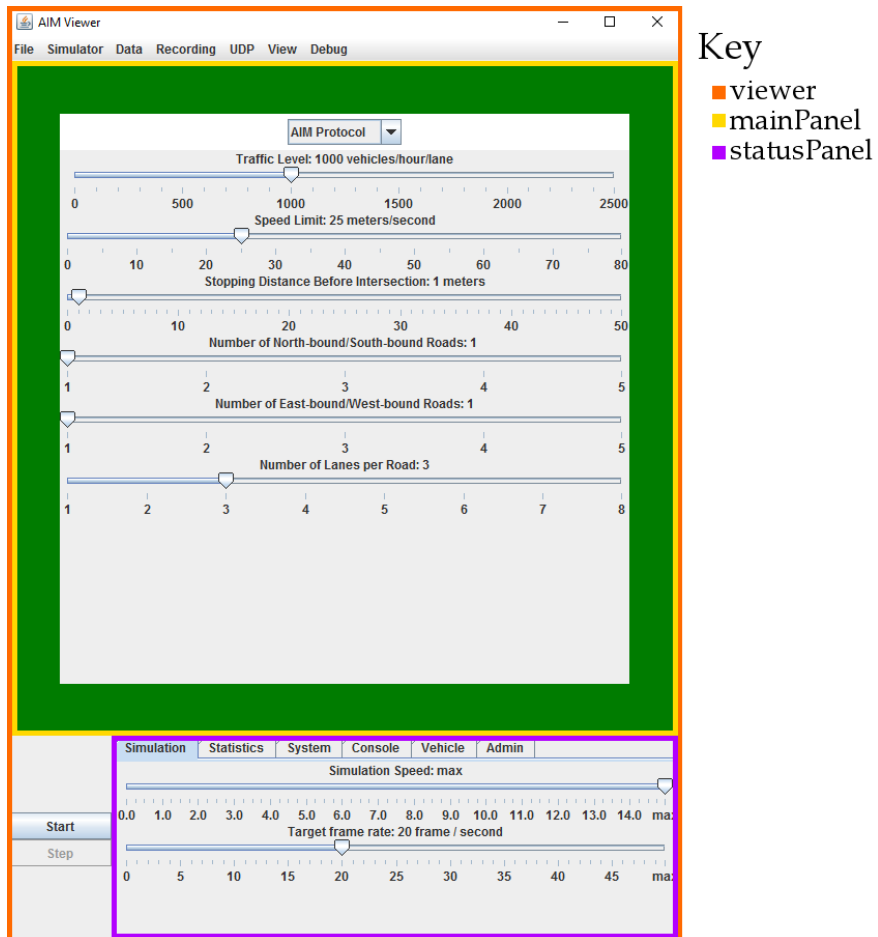 AIM Viewer
File Simulator Data Recording UDP View Debug
Key
viewer
mainPanel
statusPanel
AIM Protocol
Traffic Level: 1000 vehicles/hour/lane
0 500 1000 1500 2000 2500
Speed Limit: 25 meters/second
0 10 20 30 40 50 60 70 80
Stopping Distance Before Intersection: 1 meters
0 10 20 30 40 50
Number of North-bound/South-bound Roads: 1
1 2 3 4 5
Number of East-bound/West-bound Roads: 1
1 2 3 4 5
Number of Lanes per Road: 3
1 2 3 4 5 6 7 8
Simulation Statistics System Console Vehicle Admin
Simulation Speed: max
0.0 1.0 2.0 3.0 4.0 5.0 6.0 7.0 8.0 9.0 10.0 11.0 12.0 13.0 14.0 max
Start
Target frame rate: 20 frame / second
Step
0 5 10 15 20 25 30 35 40 45 max